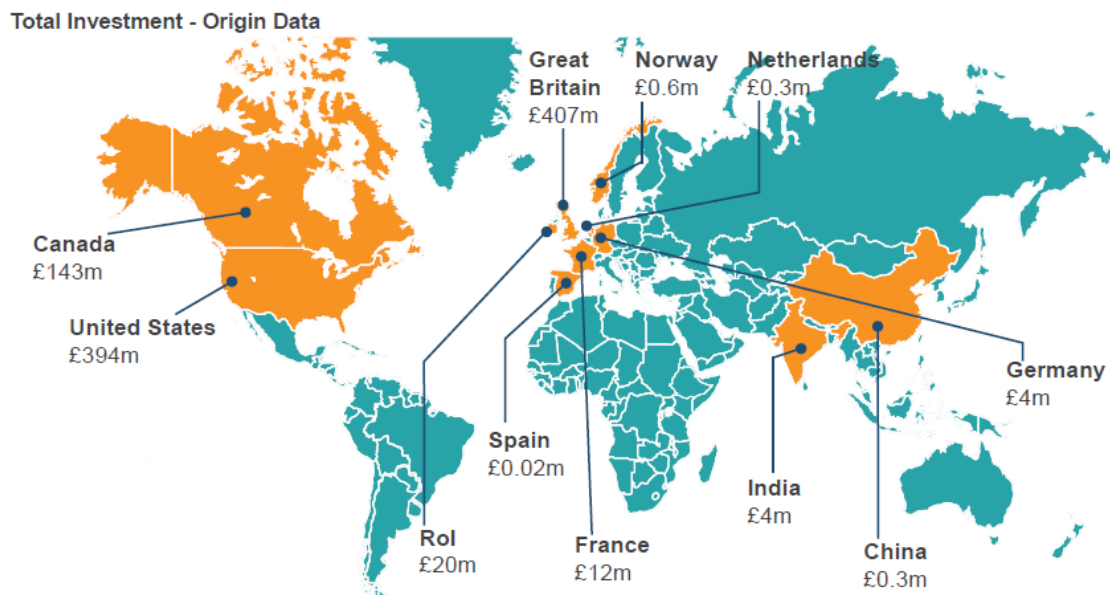 Total Investment - Origin Data
Great
Britain
£407m
Norway
£0.6m
Netherlands
£0.3m
Canada
£143m
United States
£394m
Germany
£4m
Spain
£0.02m
India
£4m
RoI
£20m
France
£12m
China
£0.3m